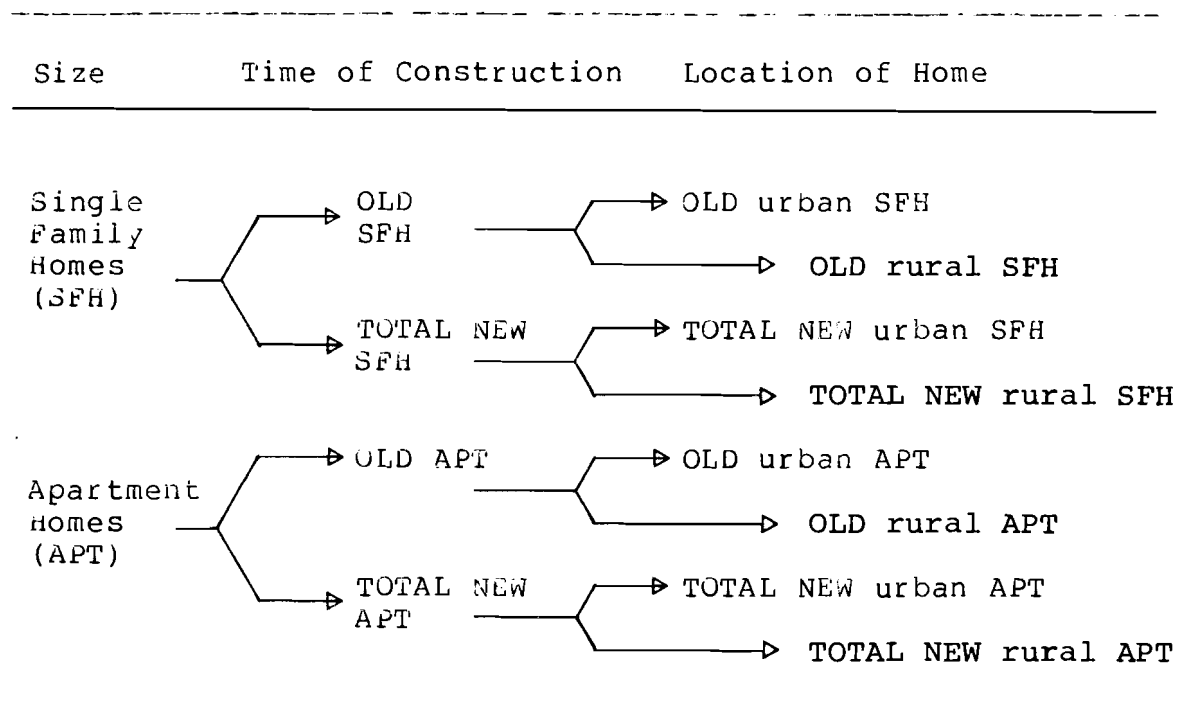 Size Time of Construction Location of Home
Single
Family
Homes
(SFH)
OLD
SFH
OLD urban SFH
OLD rural SFH
TOTAL NEW
SFH
TOTAL NEW urban SFH
TOTAL NEW rural SFH
Apartment
Homes
(APT)
OLD APT
OLD urban APT
OLD rural APT
TOTAL NEW
APT
TOTAL NEW urban APT
TOTAL NEW rural APT